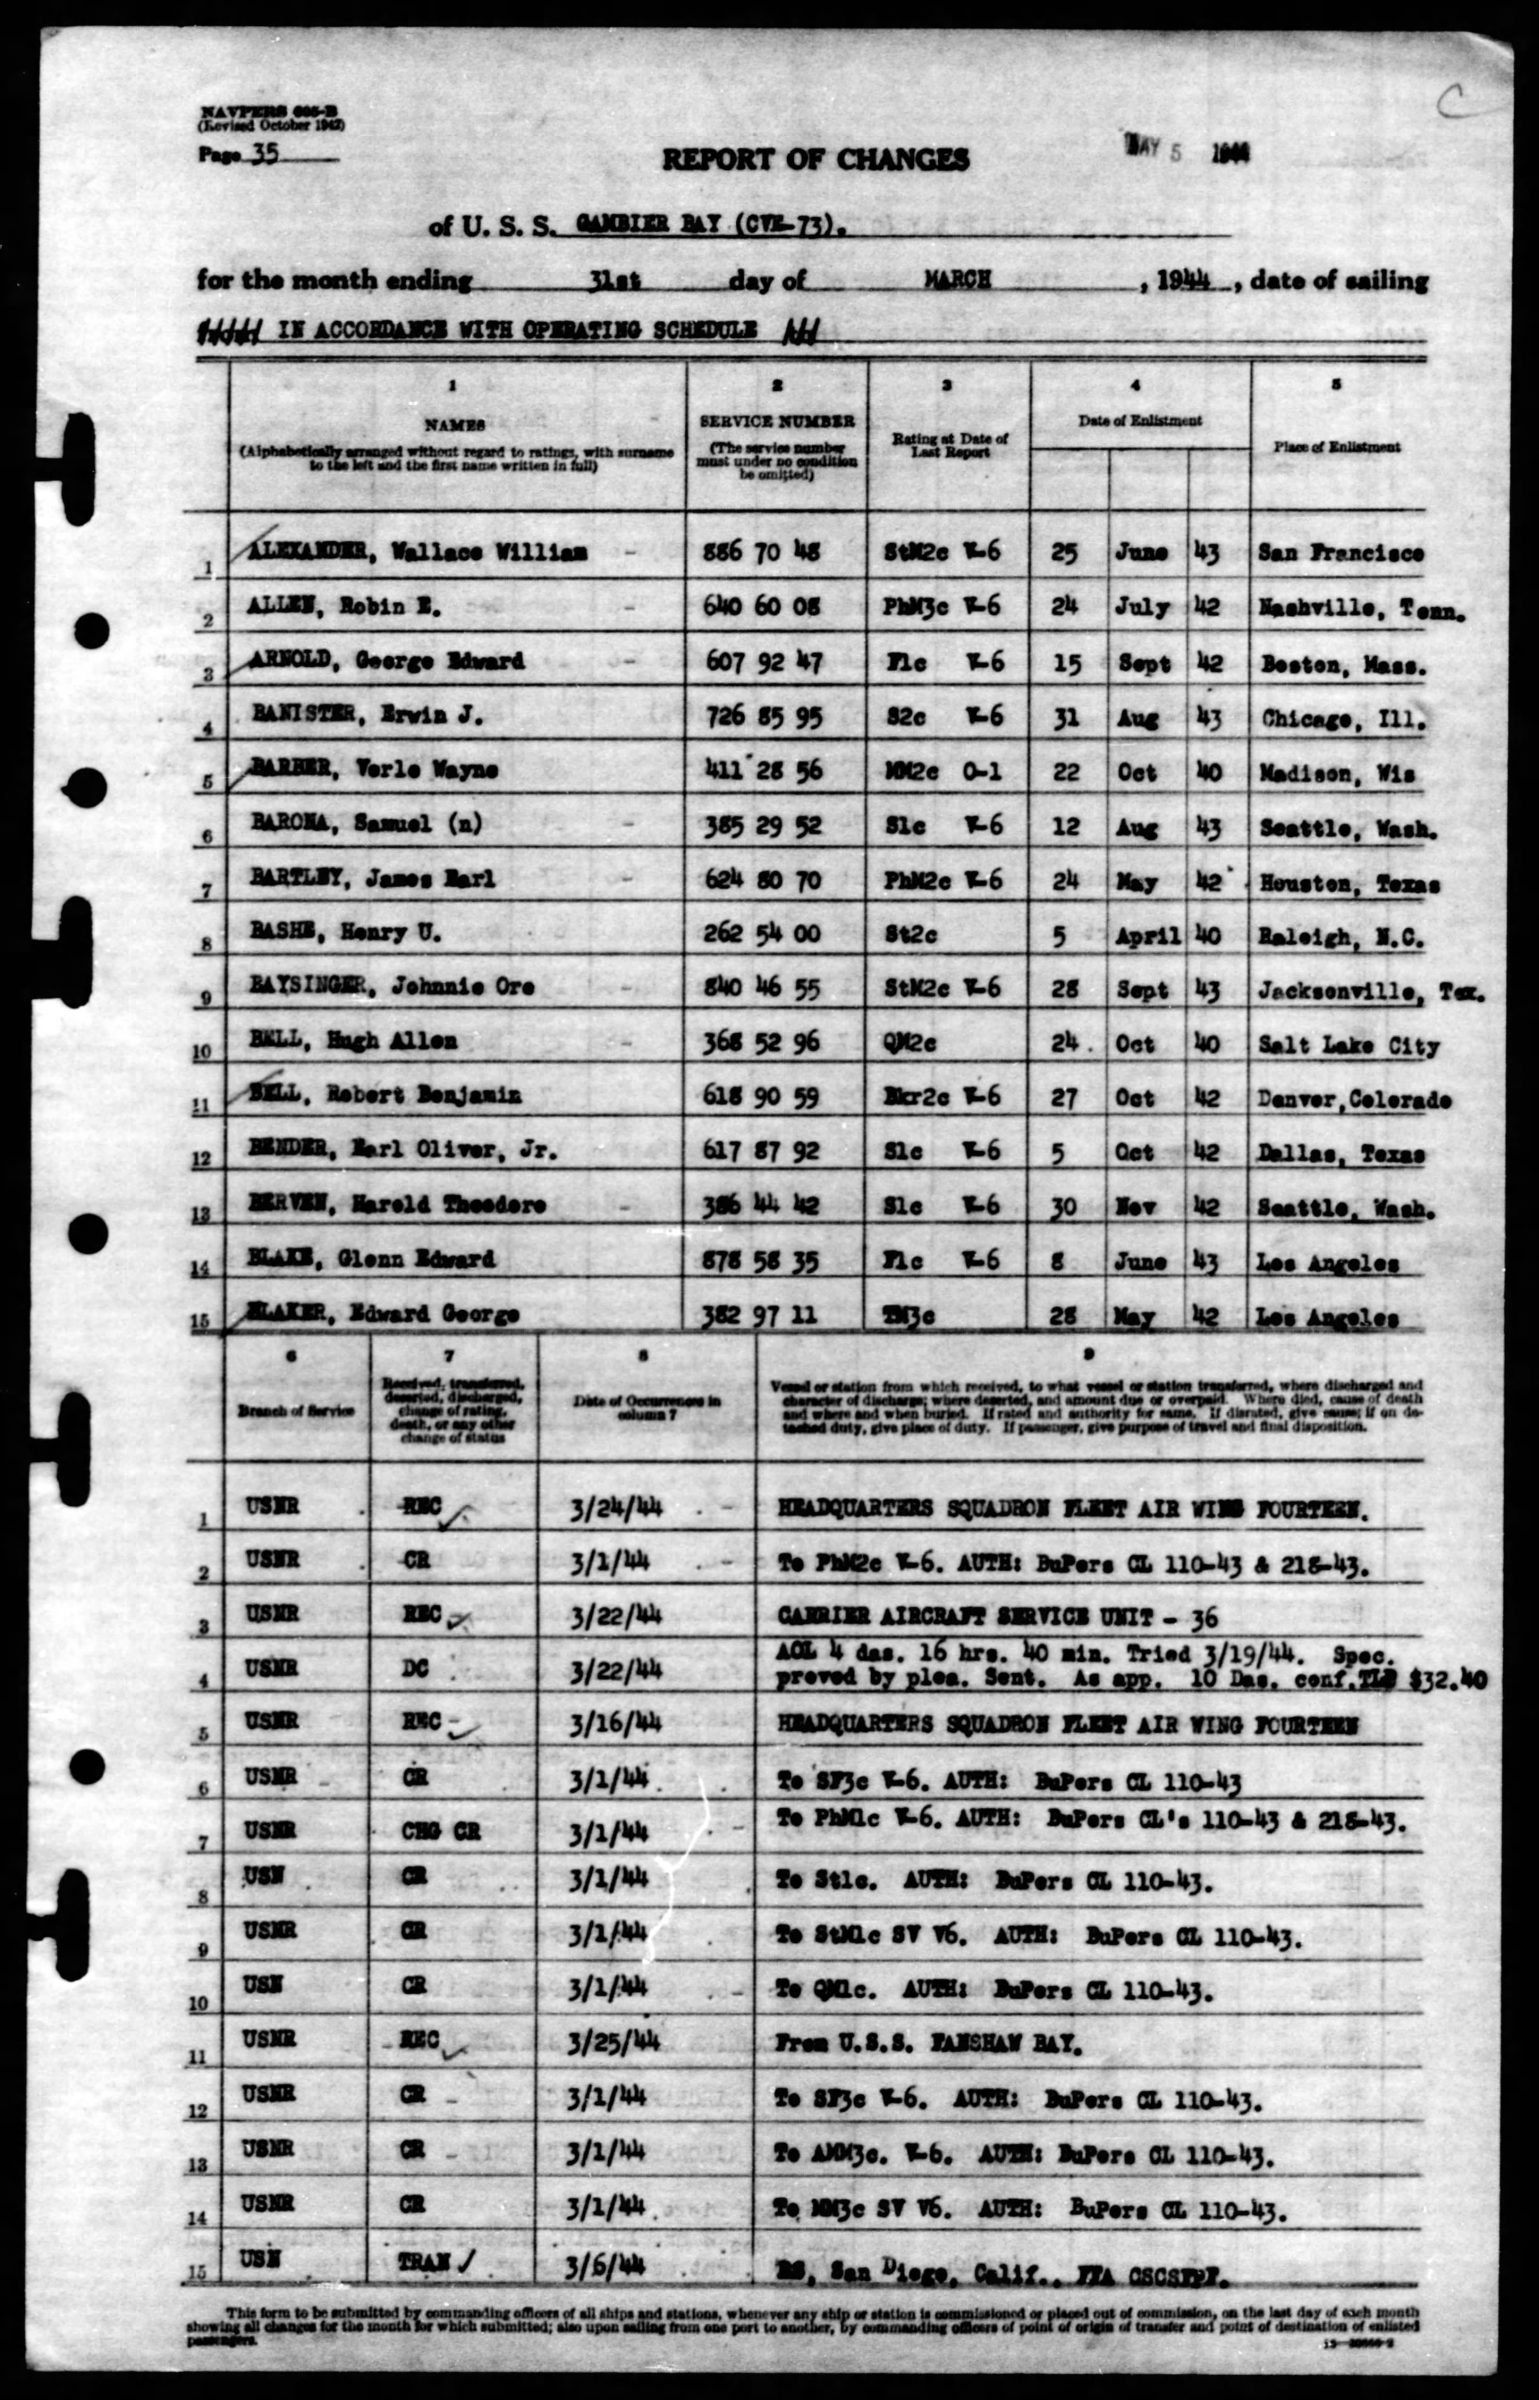 NAVPERS 605-B
(Revised October 1942)
Page 35
C
REPORT OF CHANGES
MAY 5 1944
of U. S. S. GAMBIER BAY (CVE-73).
for the month ending 31st day of MARCH, 1944, date of sailing
IN ACCORDANCE WITH OPERATING SCHEDULE
1 2 3 4 5
NAMES
(Alphabetically arranged without regard to ratings, with surname to the left and the first name written in full)
SERVICE NUMBER
(The service number must under no condition be omitted)
Rating at Date of Last Report
Date of Enlistment
Place of Enlistment
1 ALEXANDER, Wallace William - 886 70 48 StM2c V-6 25 June 43 San Francisco
2 ALLEN, Robin E. - 640 60 08 PhM3c V-6 24 July 42 Nashville, Tenn.
3 ARNOLD, George Edward - 607 92 47 F1c V-6 15 Sept 42 Boston, Mass.
4 BANISTER, Erwin J. 726 85 95 S2c V-6 31 Aug 43 Chicago, Ill.
5 BARBER, Verle Wayne 411 28 56 MM2c O-1 22 Oct 40 Madison, Wis
6 BARONA, Samuel (n) - 385 29 52 S1c V-6 12 Aug 43 Seattle, Wash.
7 BARTLEY, James Earl - 624 80 70 PhM2c V-6 24 May 42 Houston, Texas
8 BASHE, Henry U. - 262 54 00 St2c 5 April 40 Raleigh, N.C.
9 BAYSINGER, Johnnie Ore - 840 46 55 StM2c V-6 28 Sept 43 Jacksonville, Tex.
10 BELL, Hugh Allen - 368 52 96 QM2c 24 Oct 40 Salt Lake City
11 BELL, Robert Benjamin 618 90 59 Bkr2c V-6 27 Oct 42 Denver, Colorado
12 BENDER, Earl Oliver, Jr. 617 87 92 S1c V-6 5 Oct 42 Dallas, Texas
13 BERVEN, Harold Theodore - 386 44 42 S1c V-6 30 Nov 42 Seattle, Wash.
14 BLAKE, Glenn Edward 878 58 35 F1c V-6 8 June 43 Los Angeles
15 BLAKER, Edward George 382 97 11 TM3c 28 May 42 Los Angeles
6 7 8 9
Branch of Service
Received, transferred, deserted, discharged, change of rating, death, or any other change of status
Date of Occurrence in column 7
Vessel or station from which received, to what vessel or station transferred, where discharged and
character of discharge; where deserted, and amount due or overpaid. Where died, cause of death
and where and when buried. If rated and authority for same. If disrated, give cause; if on de-
tached duty, give place of duty. If passenger, give purpose of travel and final disposition.
1 USNR REC 3/24/44 - HEADQUARTERS SQUADRON FLEET AIR WING FOURTEEN.
2 USNR CR 3/1/44 - To PhM2c V-6. AUTH: BuPers CL 110-43 & 218-43.
3 USNR REC 3/22/44 CARRIER AIRCRAFT SERVICE UNIT - 36
4 USNR DC 3/22/44 AOL 4 das. 16 hrs. 40 min. Tried 3/19/44. Spec.
proved by plea. Sent. As app. 10 Das. conf. TLP $32.40
5 USNR REC 3/16/44 HEADQUARTERS SQUADRON FLEET AIR WING FOURTEEN
6 USNR CR 3/1/44 To SF3c V-6. AUTH: BuPers CL 110-43
7 USNR CHG CR 3/1/44 - To PhM1c V-6. AUTH: BuPers CL's 110-43 & 218-43.
8 USN CR 3/1/44 To St1c. AUTH: BuPers CL 110-43.
9 USNR CR 3/1/44 To StM1c SV V6. AUTH: BuPers CL 110-43.
10 USN CR 3/1/44 - To QM1c. AUTH: BuPers CL 110-43.
11 USNR REC 3/25/44 From U.S.S. FANSHAW BAY.
12 USNR CR - 3/1/44 To SF3c V-6. AUTH: BuPers CL 110-43.
13 USNR CR - 3/1/44 To AMM3c. V-6. AUTH: BuPers CL 110-43.
14 USNR CR 3/1/44 To MM3c SV V6. AUTH: BuPers CL 110-43.
15 USN TRAN 3/6/44 RS, San Diego, Calif., FFA CSCSFPF.
This form to be submitted by commanding officers of all ships and stations, whenever any ship or station is commissioned or placed out of commission, on the last day of each month
showing all changes for the month for which submitted; also upon sailing from one port to another, by commanding officers of point of origin of transfer and point of destination of enlisted
passengers.